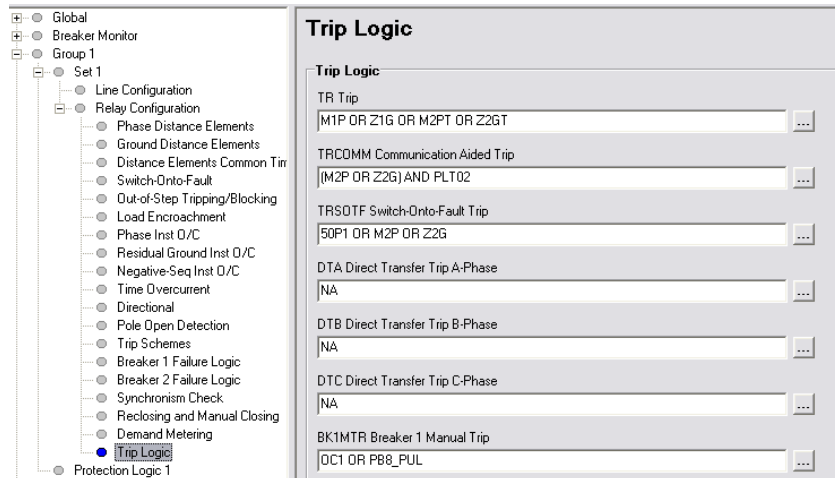 Global
Breaker Monitor
Group 1
Set 1
Line Configuration
Relay Configuration
Phase Distance Elements
Ground Distance Elements
Distance Elements Common Tim
Switch-Onto-Fault
Out-of-Step Tripping/Blocking
Load Encroachment
Phase Inst O/C
Residual Ground Inst O/C
Negative-Seq Inst O/C
Time Overcurrent
Directional
Pole Open Detection
Trip Schemes
Breaker 1 Failure Logic
Breaker 2 Failure Logic
Synchronism Check
Reclosing and Manual Closing
Demand Metering
Trip Logic
Protection Logic 1
Trip Logic
Trip Logic
TR Trip
M1P OR Z1G OR M2PT OR Z2GT
...
TRCOMM Communication Aided Trip
(M2P OR Z2G) AND PLT02
...
TRSOTF Switch-Onto-Fault Trip
50P1 OR M2P OR Z2G
...
DTA Direct Transfer Trip A-Phase
NA
...
DTB Direct Transfer Trip B-Phase
NA
...
DTC Direct Transfer Trip C-Phase
NA
...
BK1MTR Breaker 1 Manual Trip
OC1 OR PB8_PUL
...